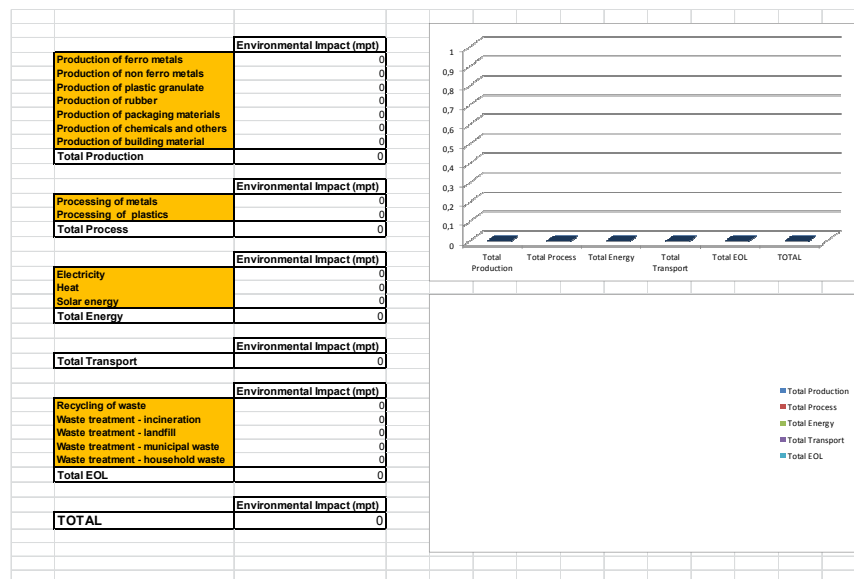 Environmental Impact (mpt)
Production of ferro metals 0
Production of non ferro metals 0
Production of plastic granulate 0
Production of rubber 0
Production of packaging materials 0
Production of chemicals and others 0
Production of building material 0
Total Production 0
Environmental Impact (mpt)
Processing of metals 0
Processing of plastics 0
Total Process 0
Environmental Impact (mpt)
Electricity 0
Heat 0
Solar energy 0
Total Energy 0
Environmental Impact (mpt)
Total Transport 0
Environmental Impact (mpt)
Recycling of waste 0
Waste treatment - incineration 0
Waste treatment - landfill 0
Waste treatment - municipal waste 0
Waste treatment - household waste 0
Total EOL 0
Environmental Impact (mpt)
TOTAL 0
1
0,9
0,8
0,7
0,6
0,5
0,4
0,3
0,2
0,1
0
Total Production Total Process Total Energy Total Transport Total EOL TOTAL
Total Production
Total Process
Total Energy
Total Transport
Total EOL